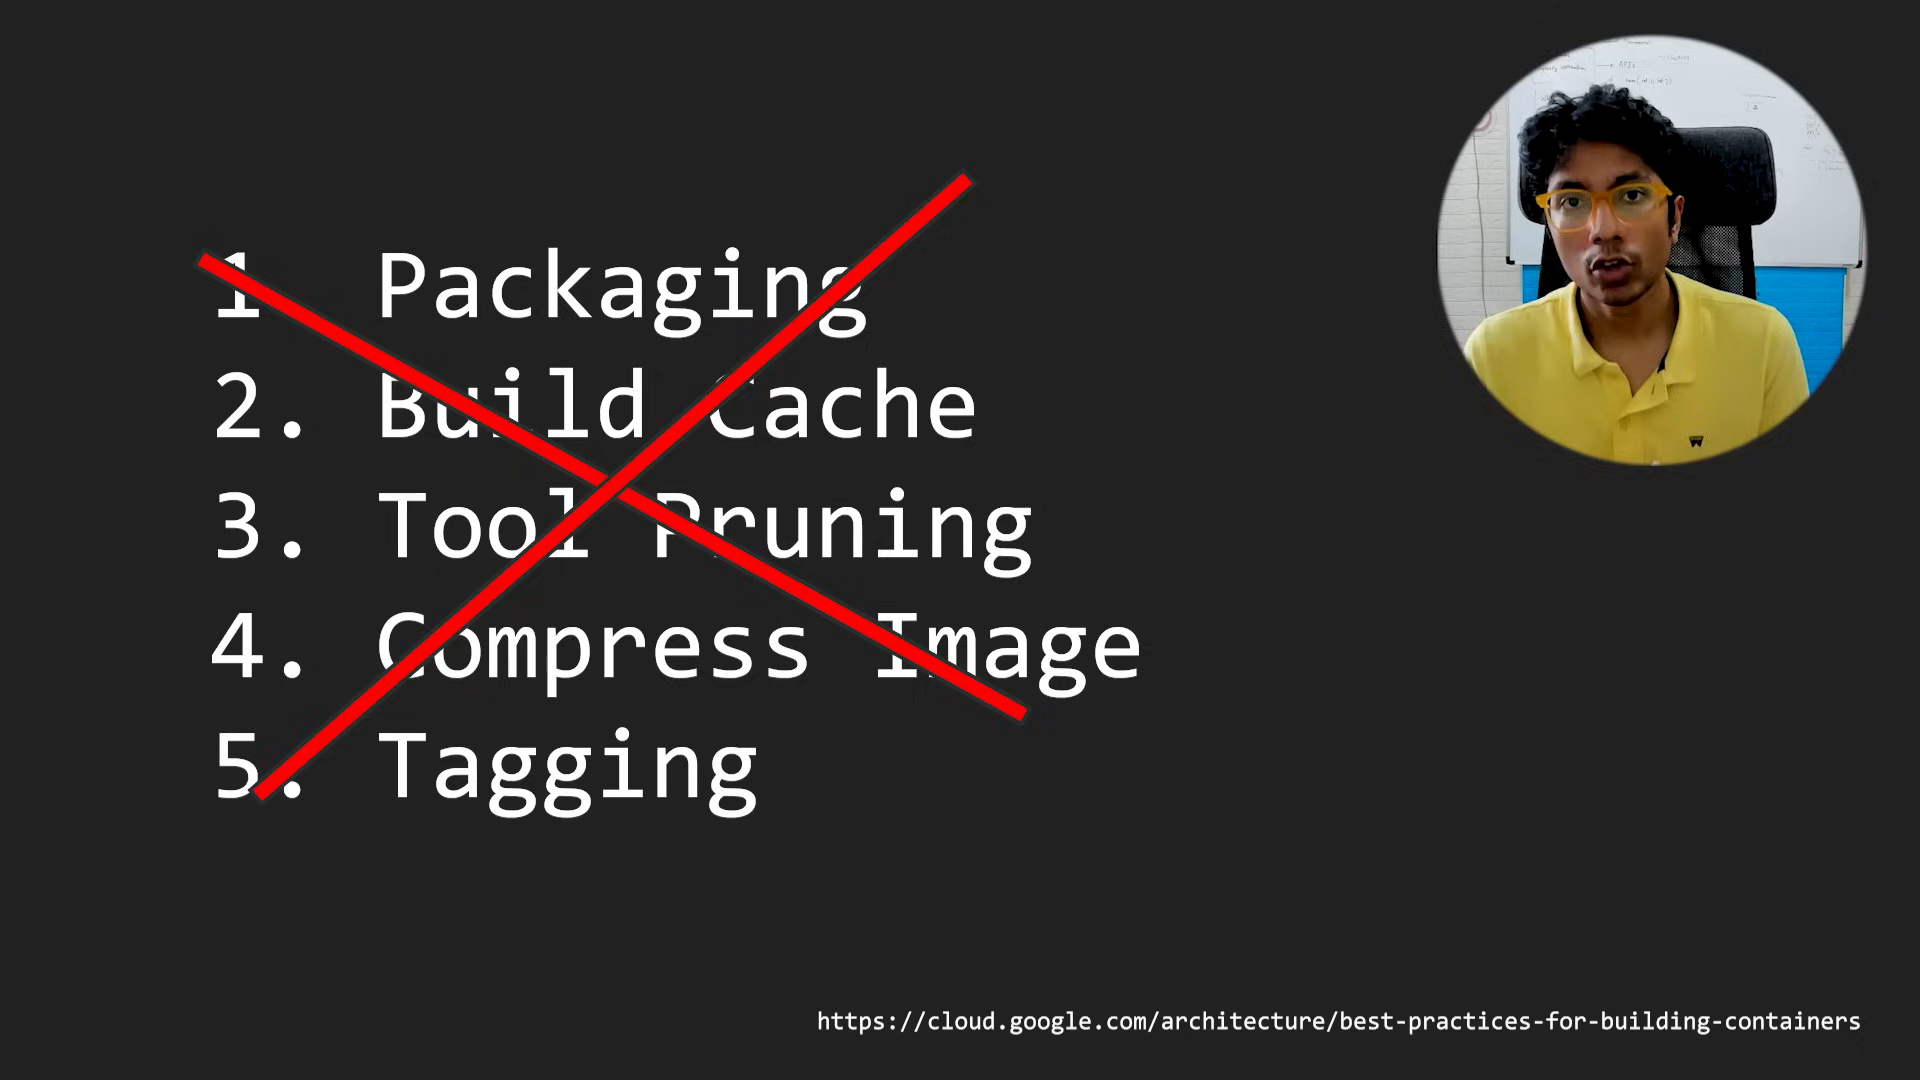 1. Packaging
2. Build Cache
3. Tool Pruning
4. Compress Image
5. Tagging
https://cloud.google.com/architecture/best-practices-for-building-containers